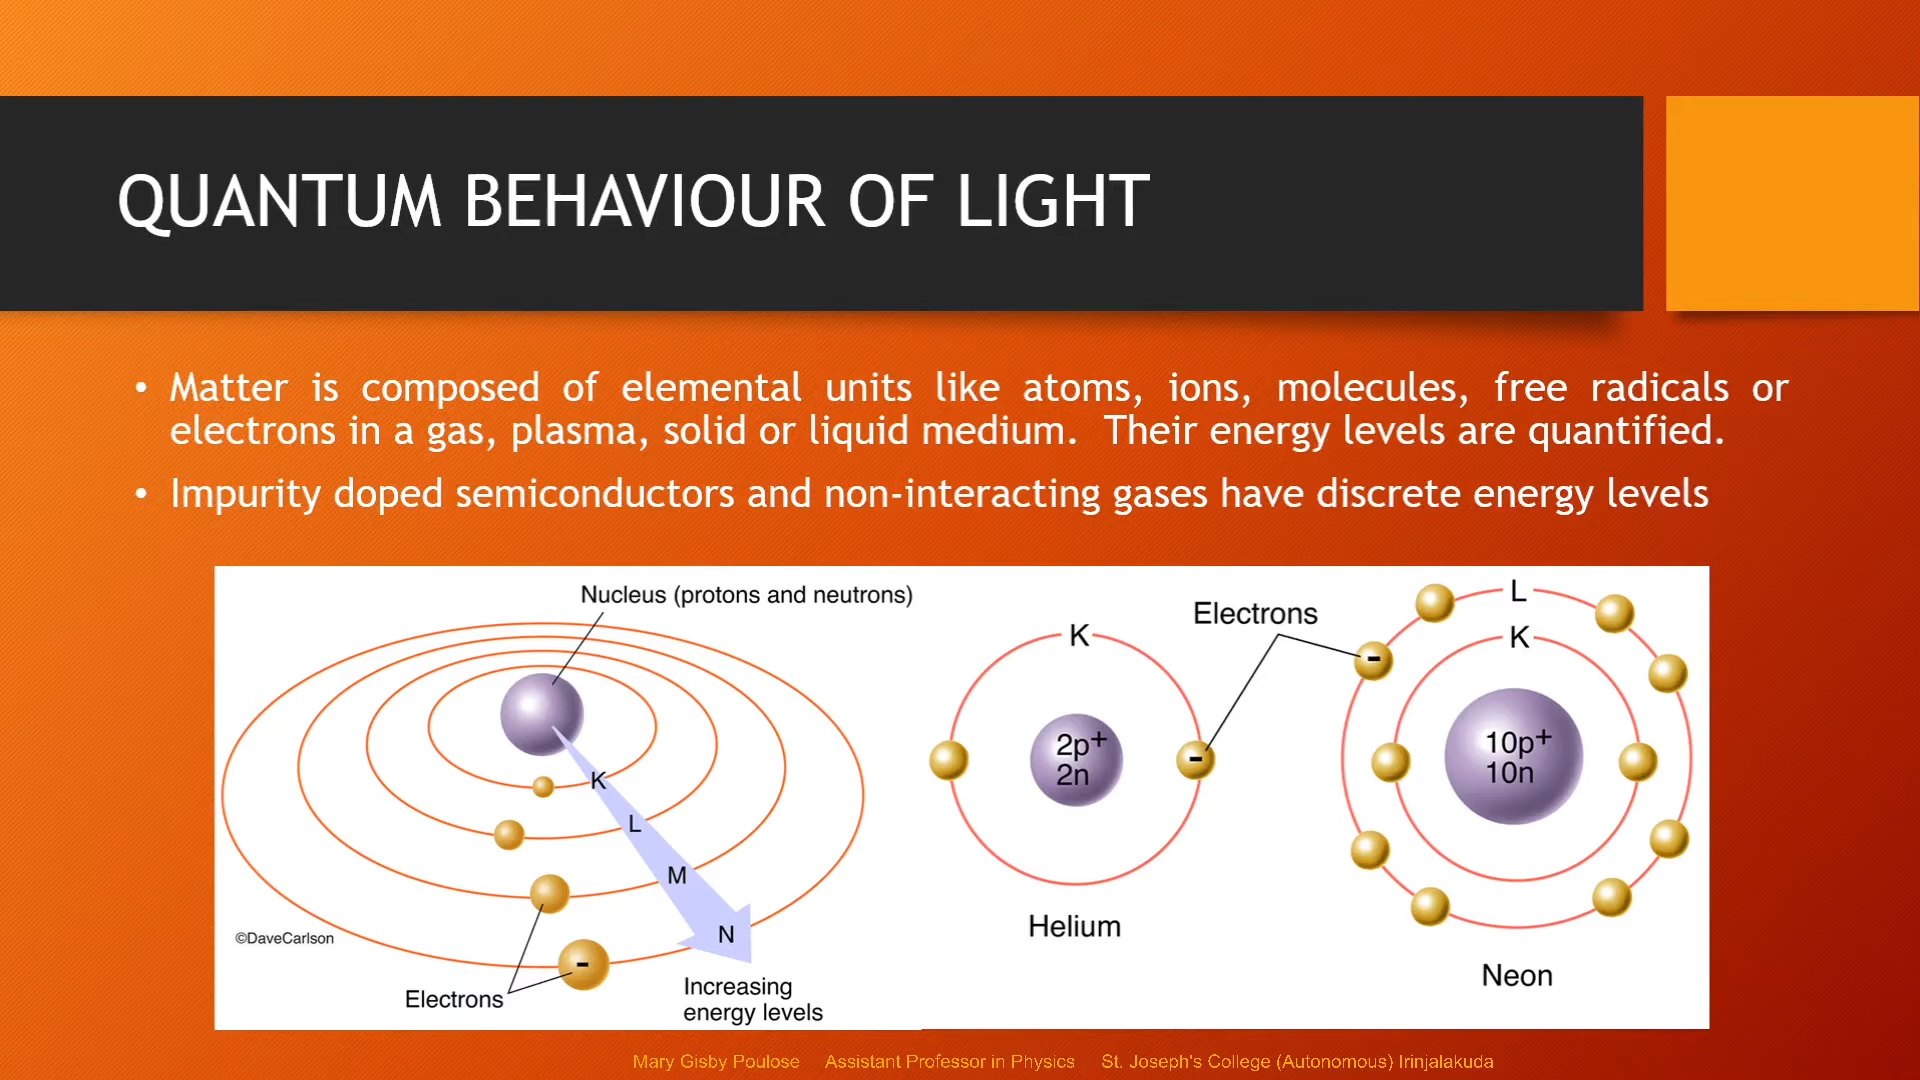 QUANTUM BEHAVIOUR OF LIGHT
• Matter is composed of elemental units like atoms, ions, molecules, free radicals or
electrons in a gas, plasma, solid or liquid medium. Their energy levels are quantified.
• Impurity doped semiconductors and non-interacting gases have discrete energy levels
Nucleus (protons and neutrons)
K
L
M
N
-
Electrons
Increasing
energy levels
©DaveCarlson
Electrons
K
2p+
2n
-
Helium
L
K
-
10p+
10n
Neon
Mary Gisby Poulose Assistant Professor in Physics St. Joseph's College (Autonomous) Irinjalakuda